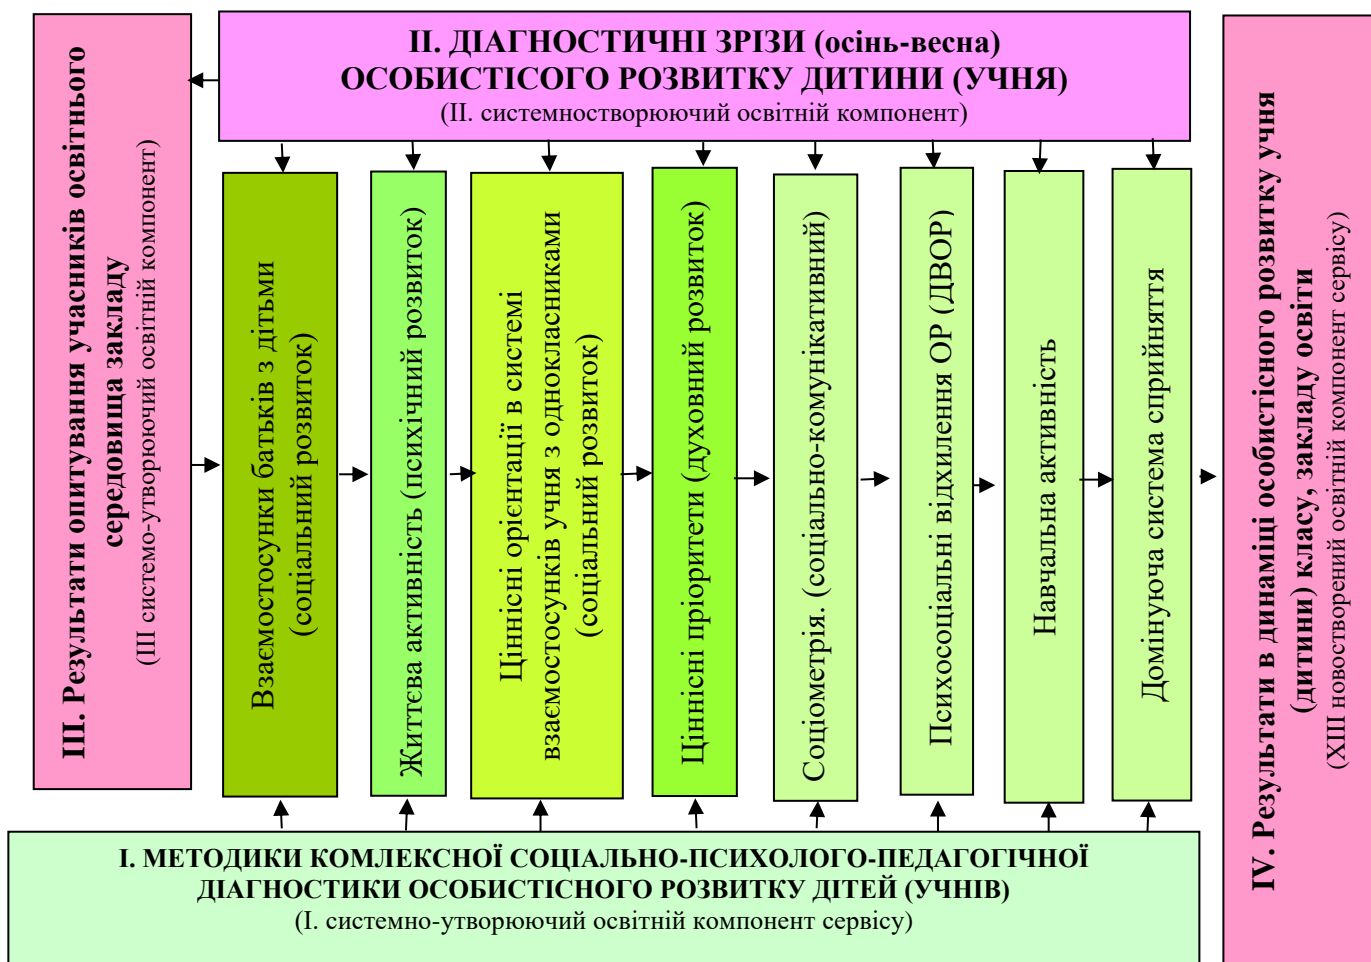 ІІ. ДІАГНОСТИЧНІ ЗРІЗИ (осінь-весна)
ОСОБИСТІСОГО РОЗВИТКУ ДИТИНИ (УЧНЯ)
(ІІ. системностворюючий освітній компонент)
ІІІ. Результати опитування учасників освітнього
середовища закладу
(ІІІ системо-утворюючий освітній компонент)
Взаємостосунки батьків з дітьми
(соціальний розвиток)
Життєва активність (психічний розвиток)
Ціннісні орієнтації в системі
взаємостосунків учня з однокласниками
(соціальний розвиток)
Ціннісні пріоритети (духовний розвиток)
Соціометрія. (соціально-комунікативний)
Психосоціальні відхилення ОР (ДВОР)
Навчальна активність
Домінуюча система сприйняття
ІV. Результати в динаміці особистісного розвитку учня
(дитини) класу, закладу освіти
(ХІІІ новостворений освітній компонент сервісу)
І. МЕТОДИКИ КОМЛЕКСНОЇ СОЦІАЛЬНО-ПСИХОЛОГО-ПЕДАГОГІЧНОЇ
ДІАГНОСТИКИ ОСОБИСТІСНОГО РОЗВИТКУ ДІТЕЙ (УЧНІВ)
(І. системно-утворюючий освітній компонент сервісу)